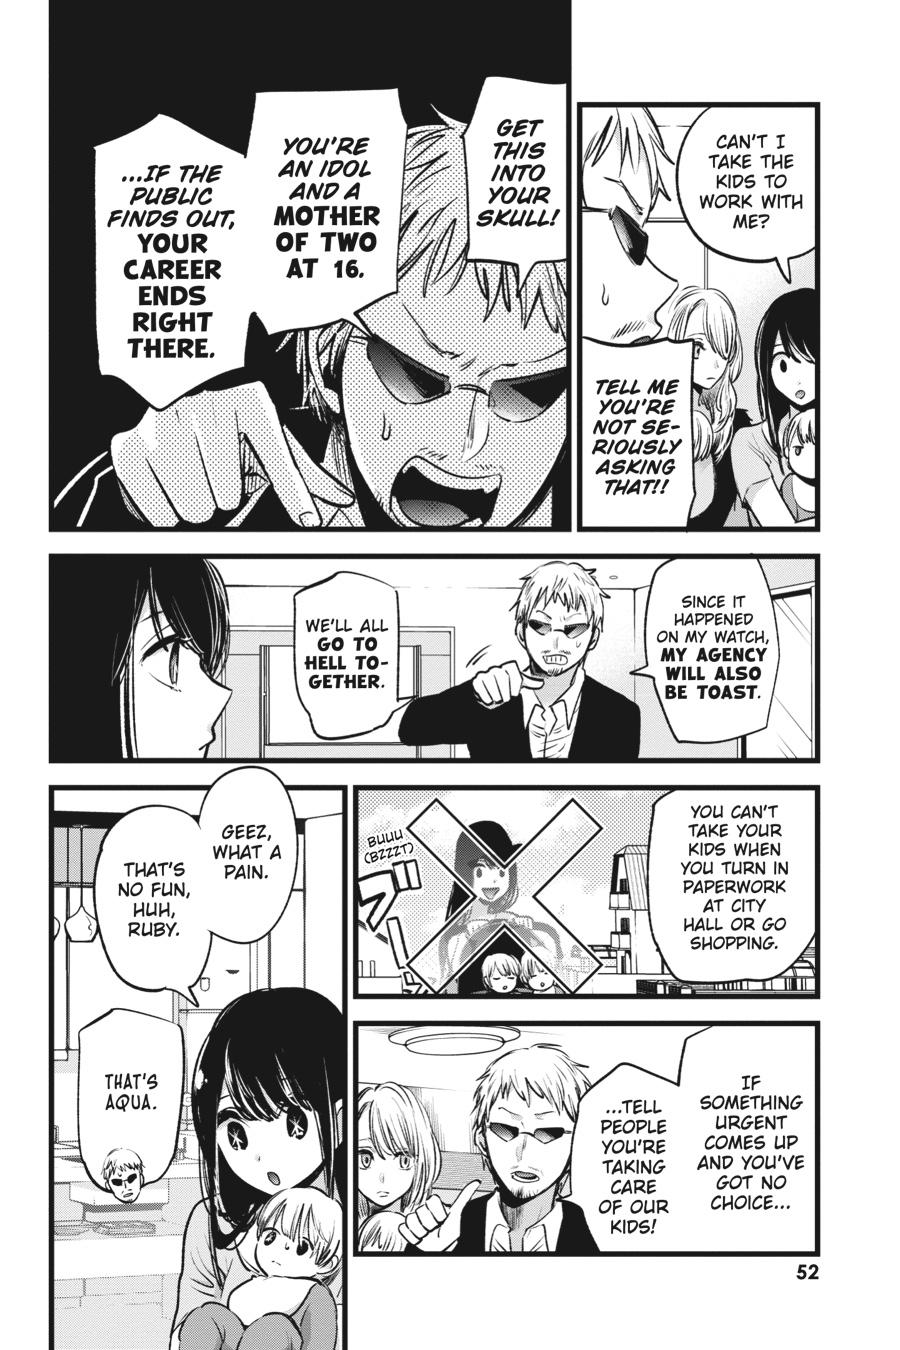 CAN'T I
TAKE THE
KIDS TO
WORK WITH
ME?
TELL ME
YOU'RE
NOT SE-
RIOUSLY
ASKING
THAT!!
GET
THIS
INTO
YOUR
SKULL!
YOU'RE
AN IDOL
AND A
MOTHER
OF TWO
AT 16.
...IF THE
PUBLIC
FINDS OUT,
YOUR
CAREER
ENDS
RIGHT
THERE.
SINCE IT
HAPPENED
ON MY WATCH,
MY AGENCY
WILL ALSO
BE TOAST.
WE'LL ALL
GO TO
HELL TO-
GETHER.
YOU CAN'T
TAKE YOUR
KIDS WHEN
YOU TURN IN
PAPERWORK
AT CITY
HALL OR GO
SHOPPING.
BUUU
(BZZZT)
ブブーッ
IF
SOMETHING
URGENT
COMES UP
AND YOU'VE
GOT NO
CHOICE...
...TELL
PEOPLE
YOU'RE
TAKING
CARE
OF OUR
KIDS!
GEEZ,
WHAT A
PAIN.
THAT'S
NO FUN,
HUH,
RUBY.
THAT'S
AQUA.
52